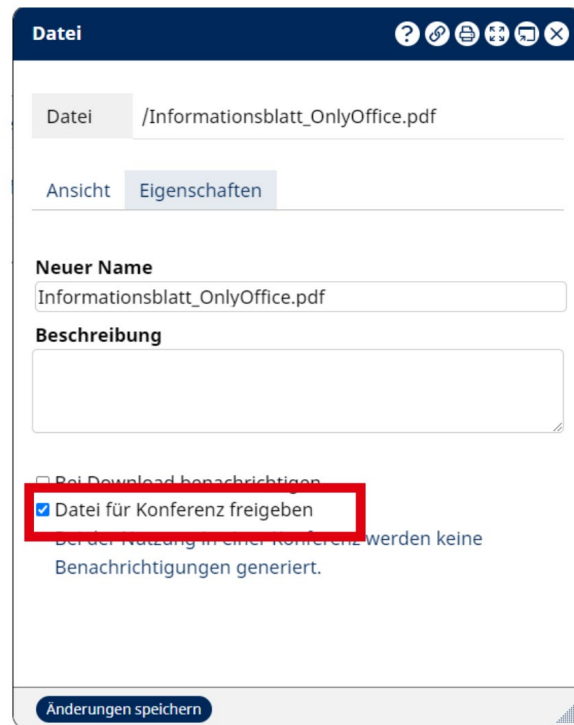 Datei
Datei /Informationsblatt_OnlyOffice.pdf
Ansicht Eigenschaften
Neuer Name
Informationsblatt_OnlyOffice.pdf
Beschreibung
Bei Download benachrichtigen
Datei für Konferenz freigeben
Bei der Nutzung in einer Konferenz werden keine
Benachrichtigungen generiert.
Änderungen speichern